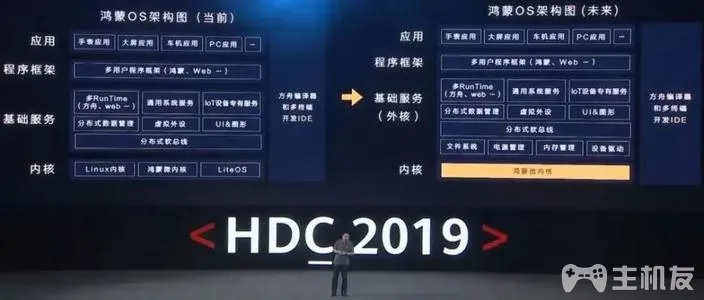 鸿蒙OS架构图（当前）
应用
手表应用
大屏应用
车机应用
PC应用
...
程序框架
多用户程序框架（鸿蒙、Web ...）
基础服务
多RunTime
（方舟、web ...）
通用系统服务
IoT设备专有服务
分布式数据管理
虚拟外设
UI&图形
分布式软总线
内核
Linux内核
鸿蒙微内核
LiteOS
方舟编译器
和多终端
开发IDE
鸿蒙OS架构图（未来）
应用
手表应用
大屏应用
车机应用
PC应用
...
程序框架
多用户程序框架（鸿蒙、Web ...）
基础服务
（外核）
多RunTime
（方舟、web ...）
通用系统服务
IoT设备专有服务
分布式数据管理
虚拟外设
UI&图形
分布式软总线
文件系统
电源管理
内存管理
设备驱动
内核
鸿蒙微内核
方舟编译器
和多终端
开发IDE
<HDC 2019>
主机友